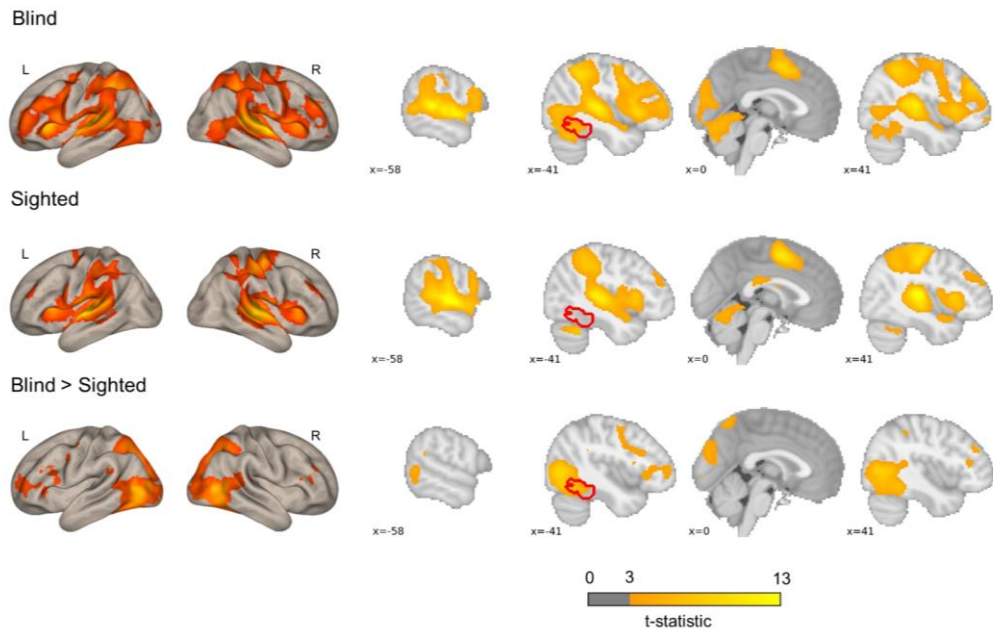 Blind
L R
x=-58 x=-41 x=0 x=41
Sighted
L R
x=-58 x=-41 x=0 x=41
Blind > Sighted
L R
x=-58 x=-41 x=0 x=41
0 3 13
t-statistic